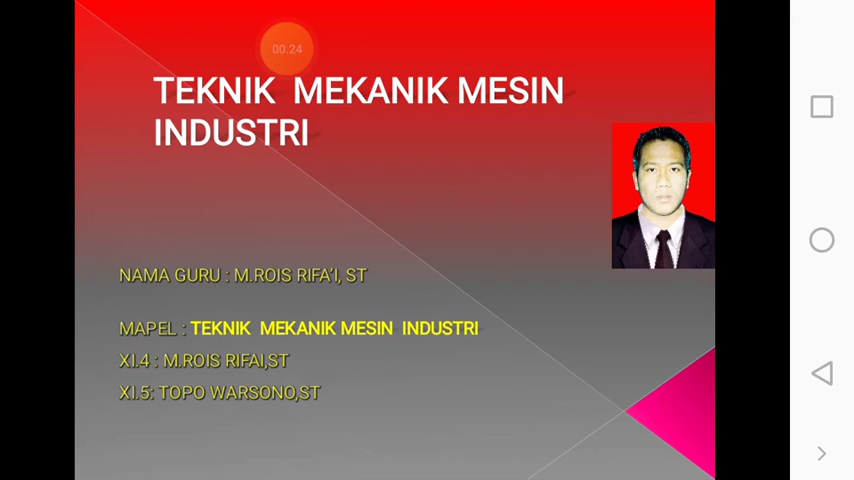 00.24
TEKNIK MEKANIK MESIN
INDUSTRI
NAMA GURU : M.ROIS RIFA'I, ST
MAPEL : TEKNIK MEKANIK MESIN INDUSTRI
XI.4 : M.ROIS RIFAI,ST
XI.5: TOPO WARSONO,ST